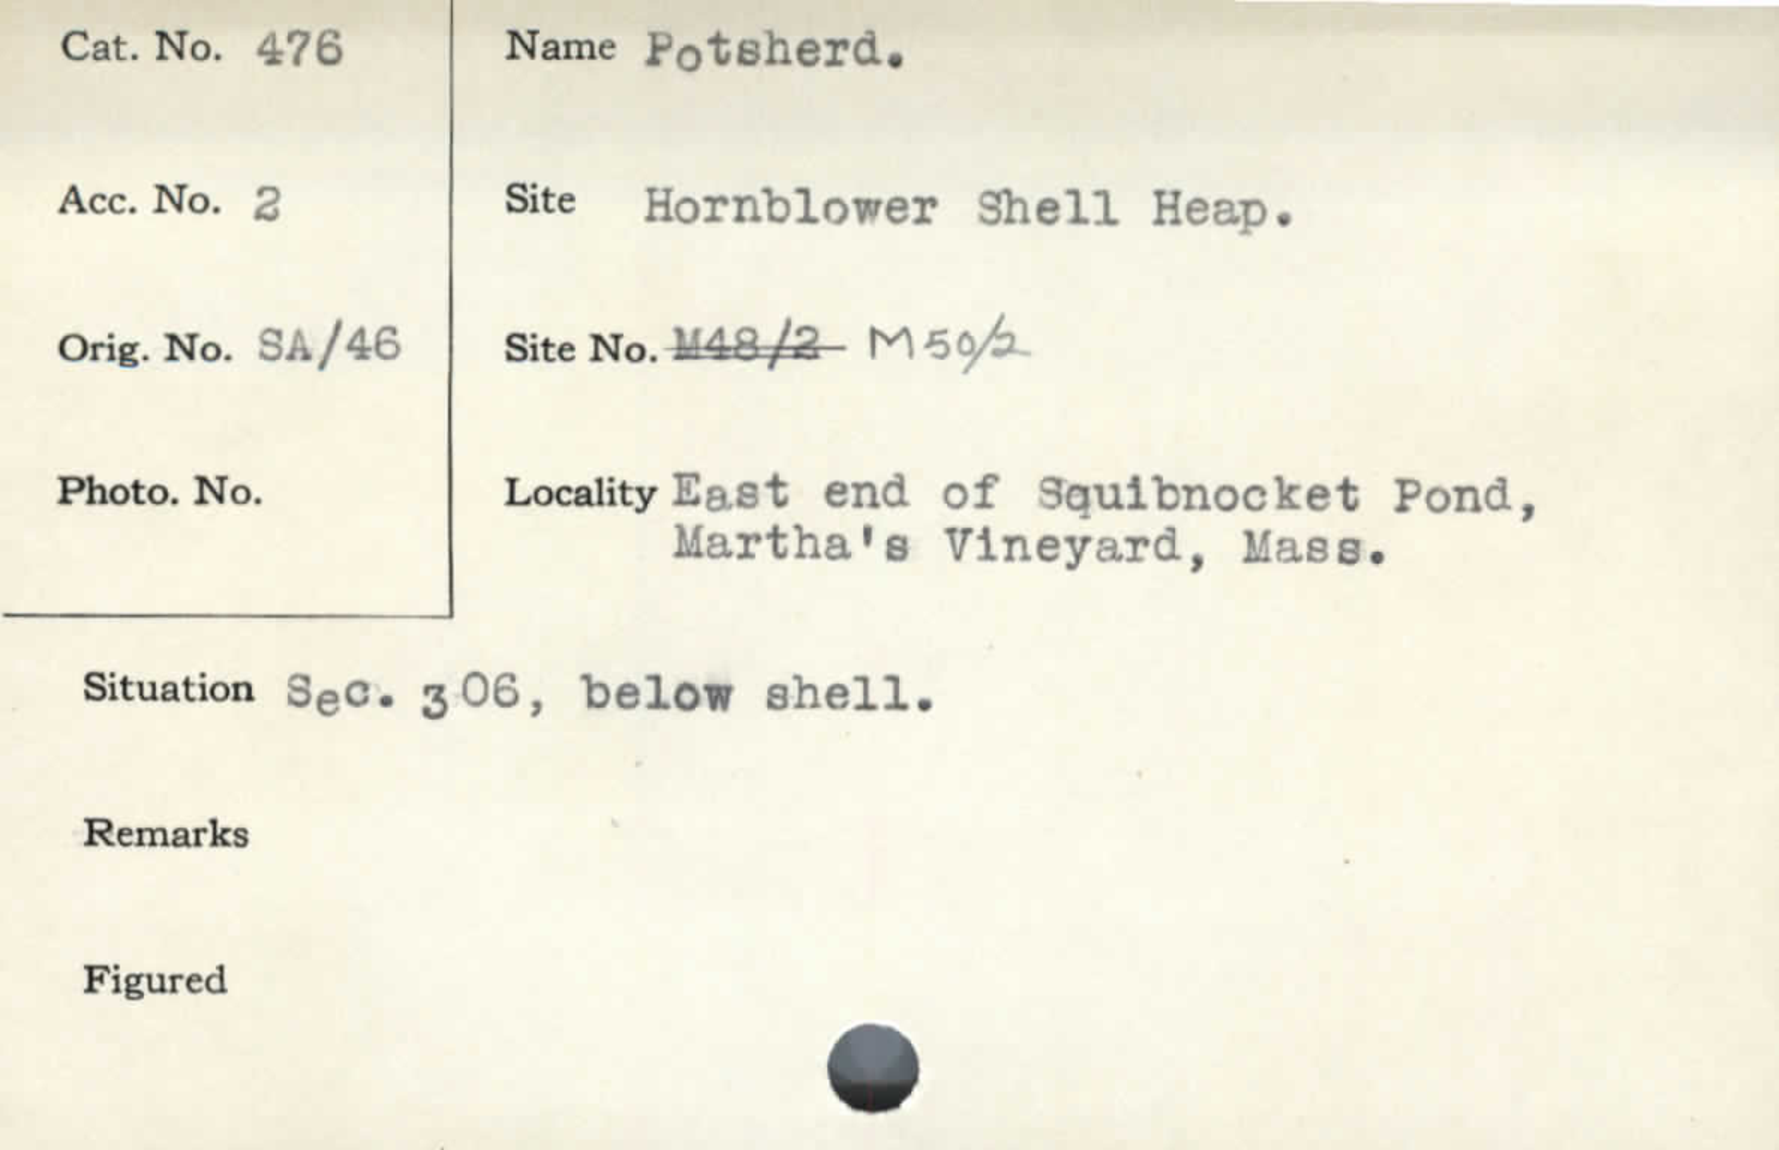 Cat. No. 476
Name Potsherd.
Acc. No. 2
Site Hornblower Shell Heap.
Orig. No. SA/46
Site No. M48/2 M50/2
Photo. No.
Locality East end of Squibnocket Pond,
Martha's Vineyard, Mass.
Situation Sec. 306, below shell.
Remarks
Figured